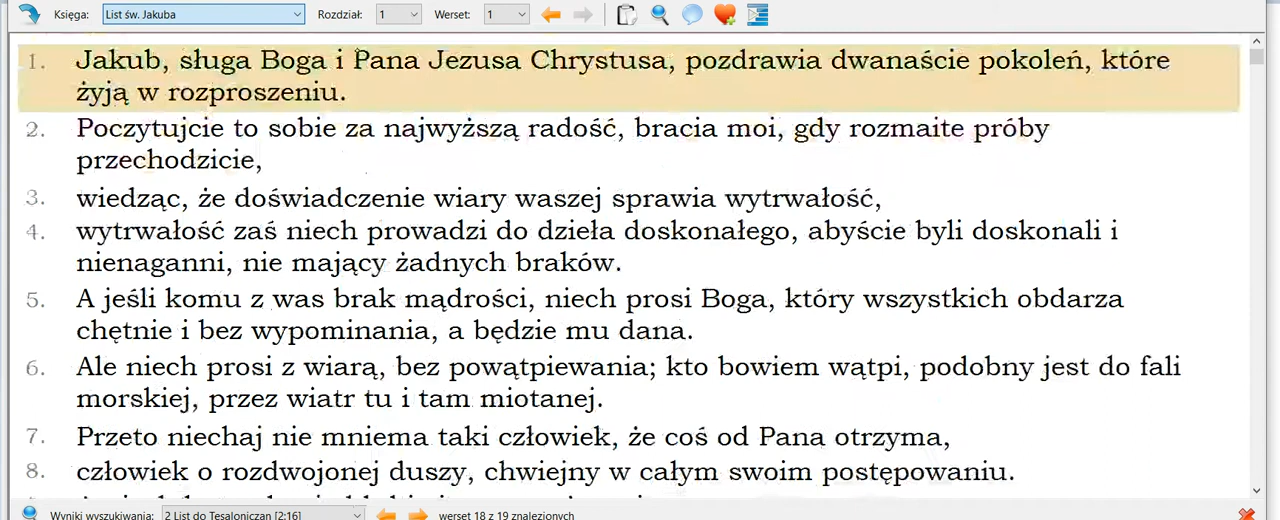 Księga: List św. Jakuba Rozdział: 1 Werset: 1
1. Jakub, sługa Boga i Pana Jezusa Chrystusa, pozdrawia dwanaście pokoleń, które
żyją w rozproszeniu.
2. Poczytujcie to sobie za najwyższą radość, bracia moi, gdy rozmaite próby
przechodzicie,
3. wiedząc, że doświadczenie wiary waszej sprawia wytrwałość,
4. wytrwałość zaś niech prowadzi do dzieła doskonałego, abyście byli doskonali i
nienaganni, nie mający żadnych braków.
5. A jeśli komu z was brak mądrości, niech prosi Boga, który wszystkich obdarza
chętnie i bez wypominania, a będzie mu dana.
6. Ale niech prosi z wiarą, bez powątpiewania; kto bowiem wątpi, podobny jest do fali
morskiej, przez wiatr tu i tam miotanej.
7. Przeto niechaj nie mniema taki człowiek, że coś od Pana otrzyma,
8. człowiek o rozdwojonej duszy, chwiejny w całym swoim postępowaniu.
Wyniki wyszukiwania: 2 List do Tesaloniczan [2:16] werset 18 z 19 znalezionych